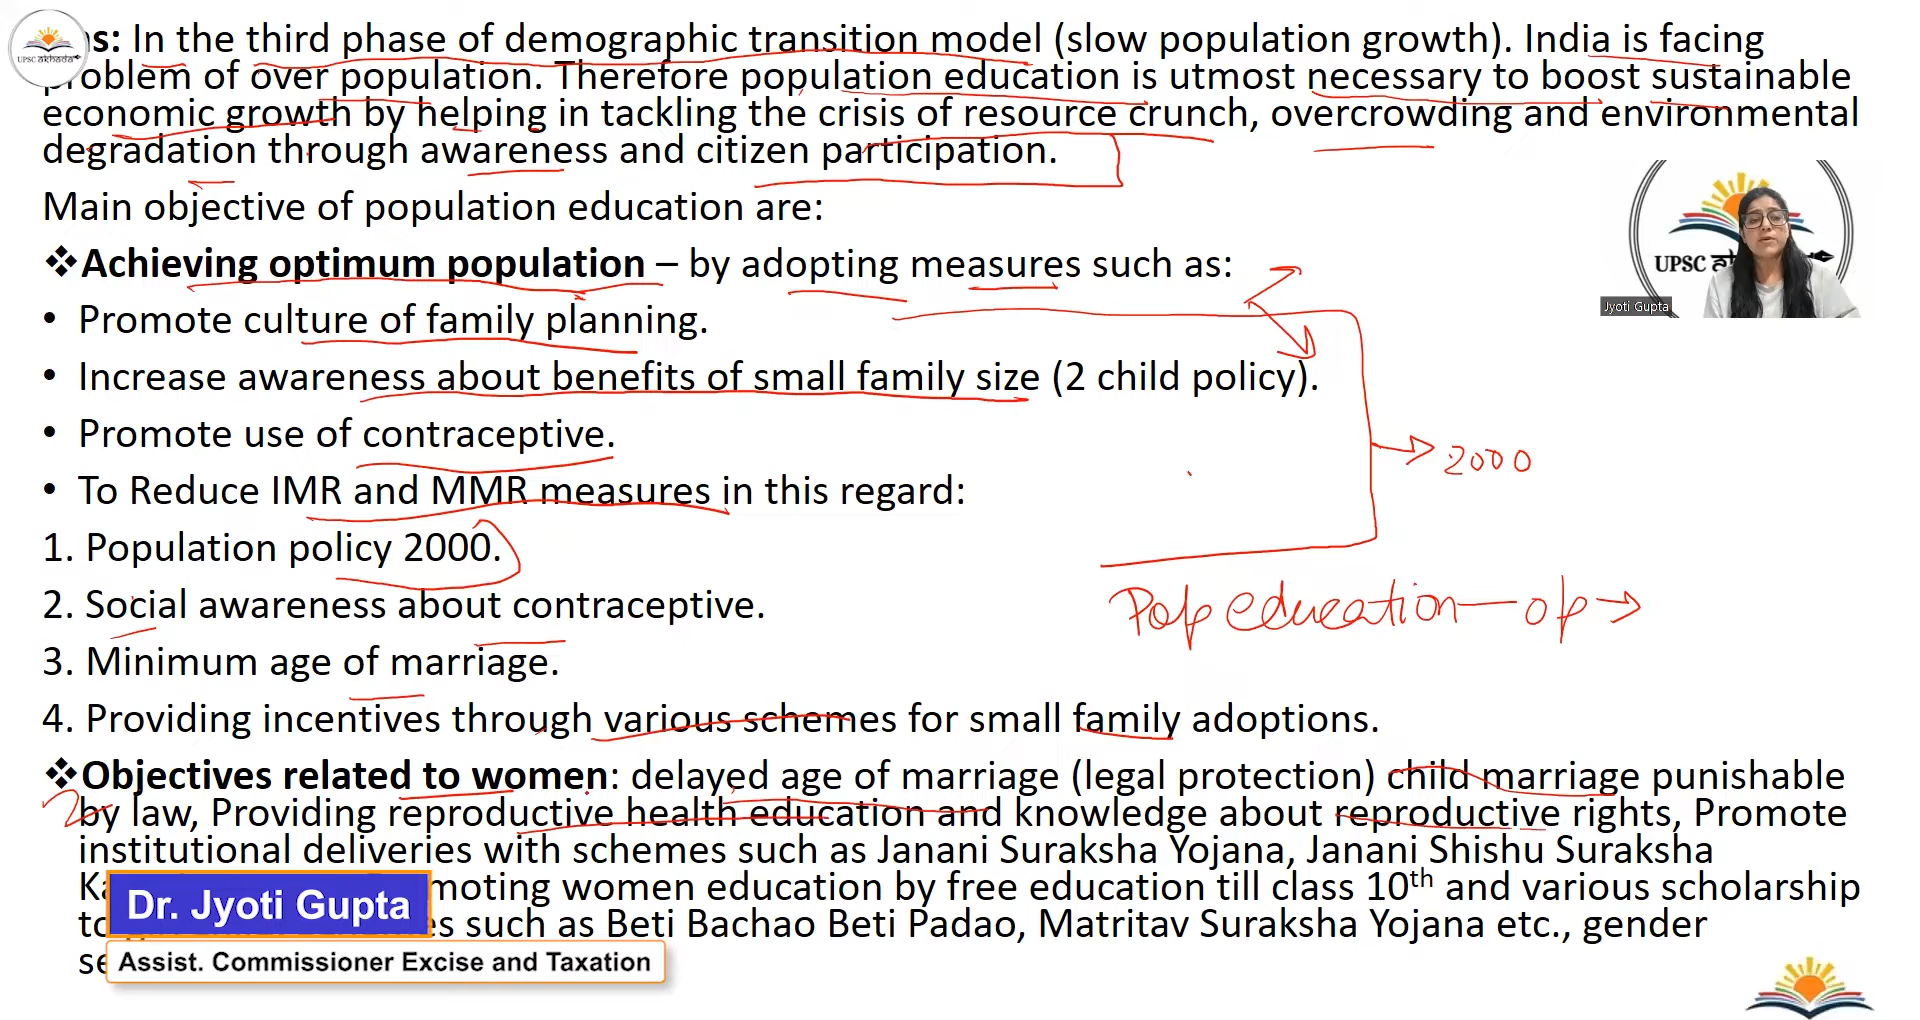 UPSC akhada
ns: In the third phase of demographic transition model (slow population growth). India is facing
problem of over population. Therefore population education is utmost necessary to boost sustainable
economic growth by helping in tackling the crisis of resource crunch, overcrowding and environmental
degradation through awareness and citizen participation.
Main objective of population education are:
❖Achieving optimum population – by adopting measures such as:
• Promote culture of family planning.
• Increase awareness about benefits of small family size (2 child policy).
• Promote use of contraceptive.
• To Reduce IMR and MMR measures in this regard:
1. Population policy 2000.
2. Social awareness about contraceptive.
3. Minimum age of marriage.
4. Providing incentives through various schemes for small family adoptions.
❖Objectives related to women: delayed age of marriage (legal protection) child marriage punishable
by law, Providing reproductive health education and knowledge about reproductive rights, Promote
institutional deliveries with schemes such as Janani Suraksha Yojana, Janani Shishu Suraksha
moting women education by free education till class 10th and various scholarship
such as Beti Bachao Beti Padao, Matritav Suraksha Yojana etc., gender
UPSC
Jyoti Gupta
2000
Pop education — op →
2
Dr. Jyoti Gupta
Assist. Commissioner Excise and Taxation